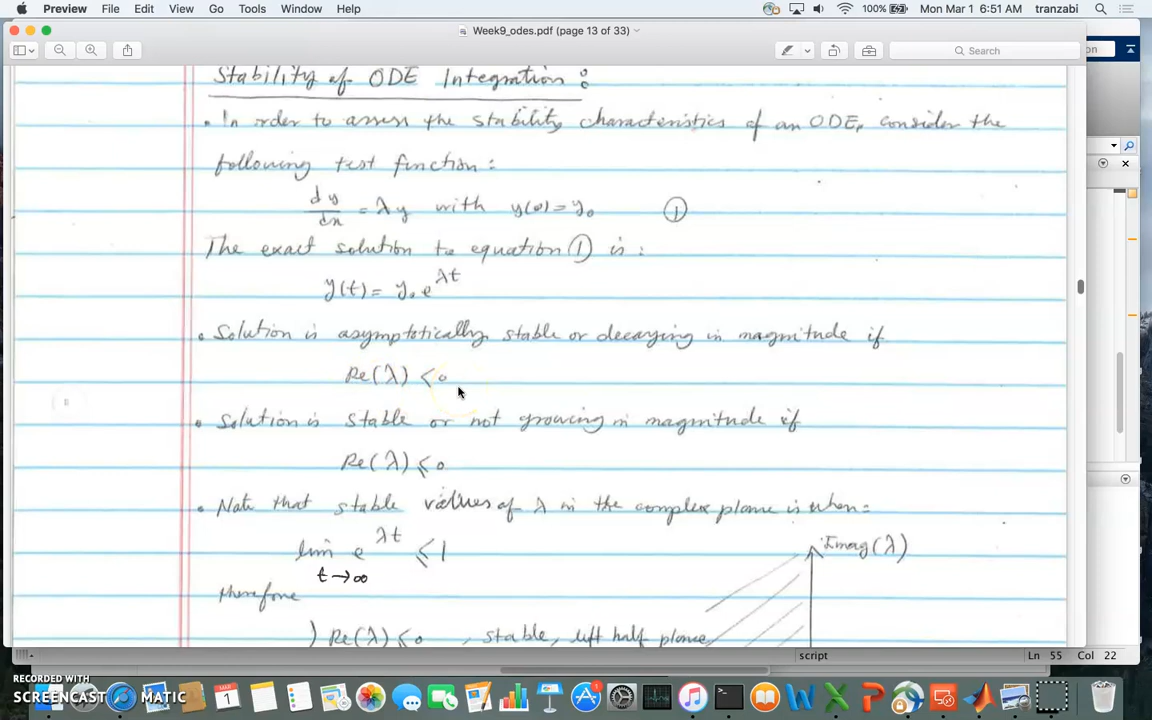 Preview File Edit View Go Tools Window Help 100% Mon Mar 1 6:51 AM tranzabi
Week9_odes.pdf (page 13 of 33)
Search
Stability of ODE Integration:
• In order to assess the stability characteristics of an ODE, consider the
following test function:
dy/dx = λy with y(0)=y₀ ①
The exact solution to equation ① is:
y(t) = y₀ e^λt
• Solution is asymptotically stable or decaying in magnitude if
Re(λ) < 0
• Solution is stable or not growing in magnitude if
Re(λ) ≤ 0
• Note that stable values of λ in the complex plane is when:
lim e^λt ≤ 1
t→∞
Imag(λ)
therefore
) Re(λ) ≤ 0 , stable, left half plane
script Ln 55 Col 22
RECORDED WITH
SCREENCAST MATIC